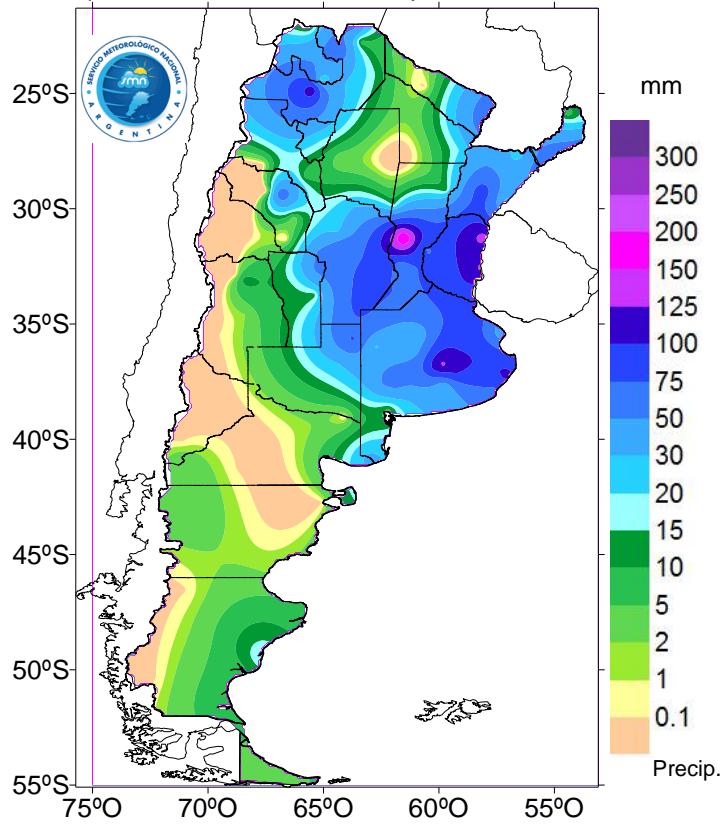 SERVICIO METEOROLÓGICO NACIONAL
smn
ARGENTINA
mm
300
250
200
150
125
100
75
50
30
20
15
10
5
2
1
0.1
Precip.
25ºS
30ºS
35ºS
40ºS
45ºS
50ºS
55ºS
75ºO
70ºO
65ºO
60ºO
55ºO